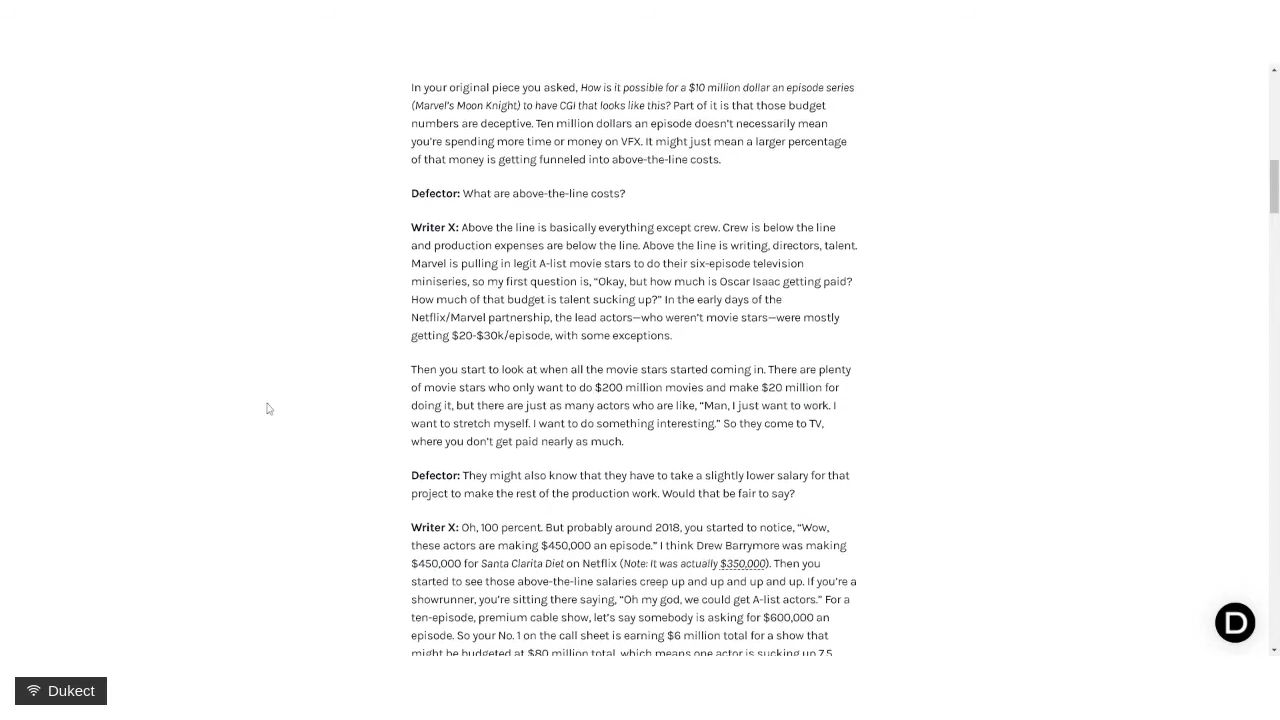 In your original piece you asked, How is it possible for a $10 million dollar an episode series
(Marvel's Moon Knight) to have CGI that looks like this? Part of it is that those budget
numbers are deceptive. Ten million dollars an episode doesn't necessarily mean
you're spending more time or money on VFX. It might just mean a larger percentage
of that money is getting funneled into above-the-line costs.
Defector: What are above-the-line costs?
Writer X: Above the line is basically everything except crew. Crew is below the line
and production expenses are below the line. Above the line is writing, directors, talent.
Marvel is pulling in legit A-list movie stars to do their six-episode television
miniseries, so my first question is, “Okay, but how much is Oscar Isaac getting paid?
How much of that budget is talent sucking up?” In the early days of the
Netflix/Marvel partnership, the lead actors—who weren't movie stars—were mostly
getting $20-$30k/episode, with some exceptions.
Then you start to look at when all the movie stars started coming in. There are plenty
of movie stars who only want to do $200 million movies and make $20 million for
doing it, but there are just as many actors who are like, “Man, I just want to work. I
want to stretch myself. I want to do something interesting.” So they come to TV,
where you don't get paid nearly as much.
Defector: They might also know that they have to take a slightly lower salary for that
project to make the rest of the production work. Would that be fair to say?
Writer X: Oh, 100 percent. But probably around 2018, you started to notice, “Wow,
these actors are making $450,000 an episode.” I think Drew Barrymore was making
$450,000 for Santa Clarita Diet on Netflix (Note: It was actually $350,000). Then you
started to see those above-the-line salaries creep up and up and up and up. If you're a
showrunner, you're sitting there saying, “Oh my god, we could get A-list actors.” For a
ten-episode, premium cable show, let's say somebody is asking for $600,000 an
episode. So your No. 1 on the call sheet is earning $6 million total for a show that
might be budgeted at $80 million total, which means one actor is sucking up 7.5
D
Dukect